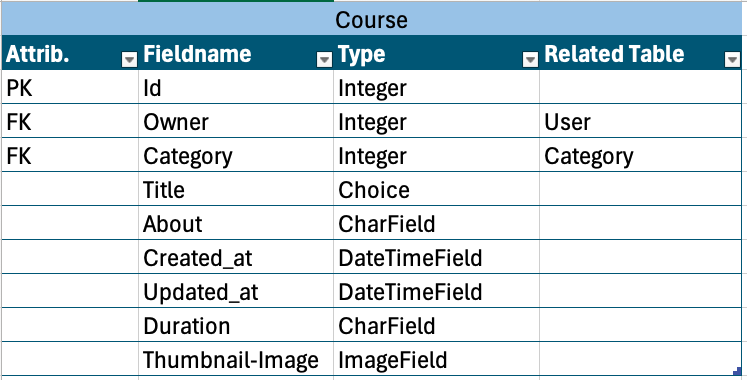 Course
Attrib. Fieldname Type Related Table
PK Id Integer
FK Owner Integer User
FK Category Integer Category
Title Choice
About CharField
Created_at DateTimeField
Updated_at DateTimeField
Duration CharField
Thumbnail-Image ImageField